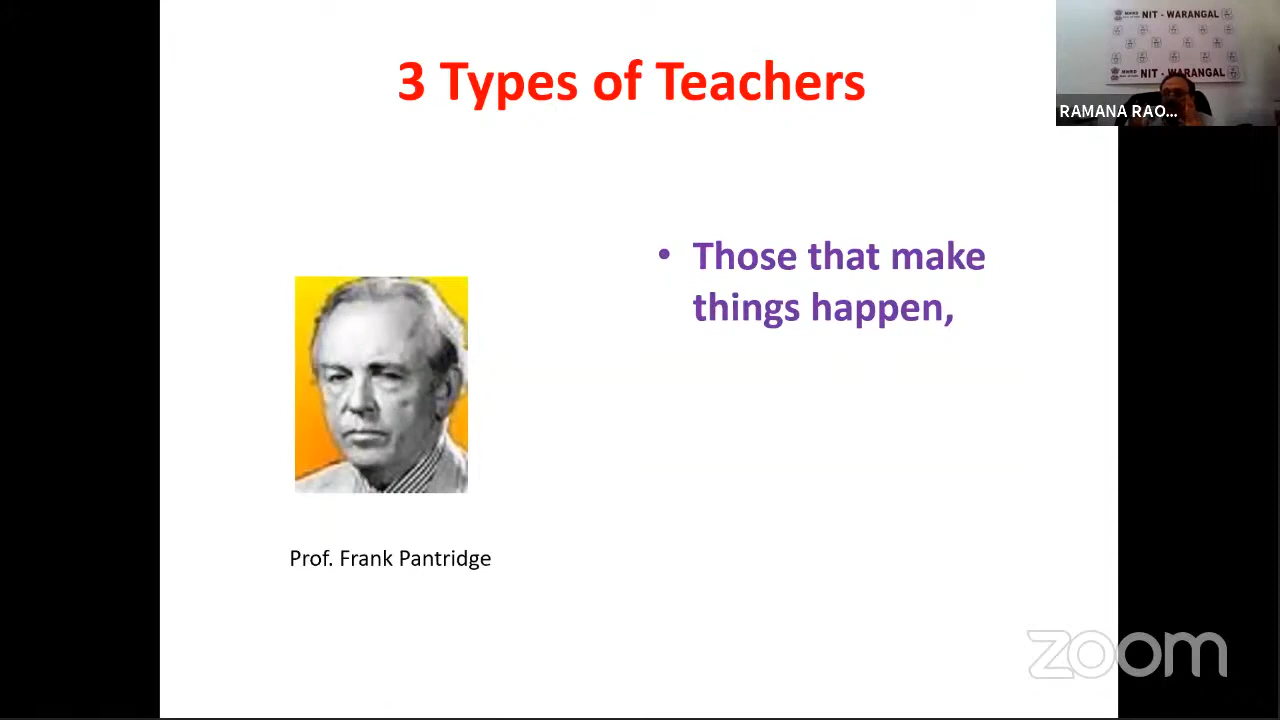 3 Types of Teachers
NIT - WARANGAL
NIT - WARANGAL
RAMANA RAO...
• Those that make
things happen,
Prof. Frank Pantridge
zoom